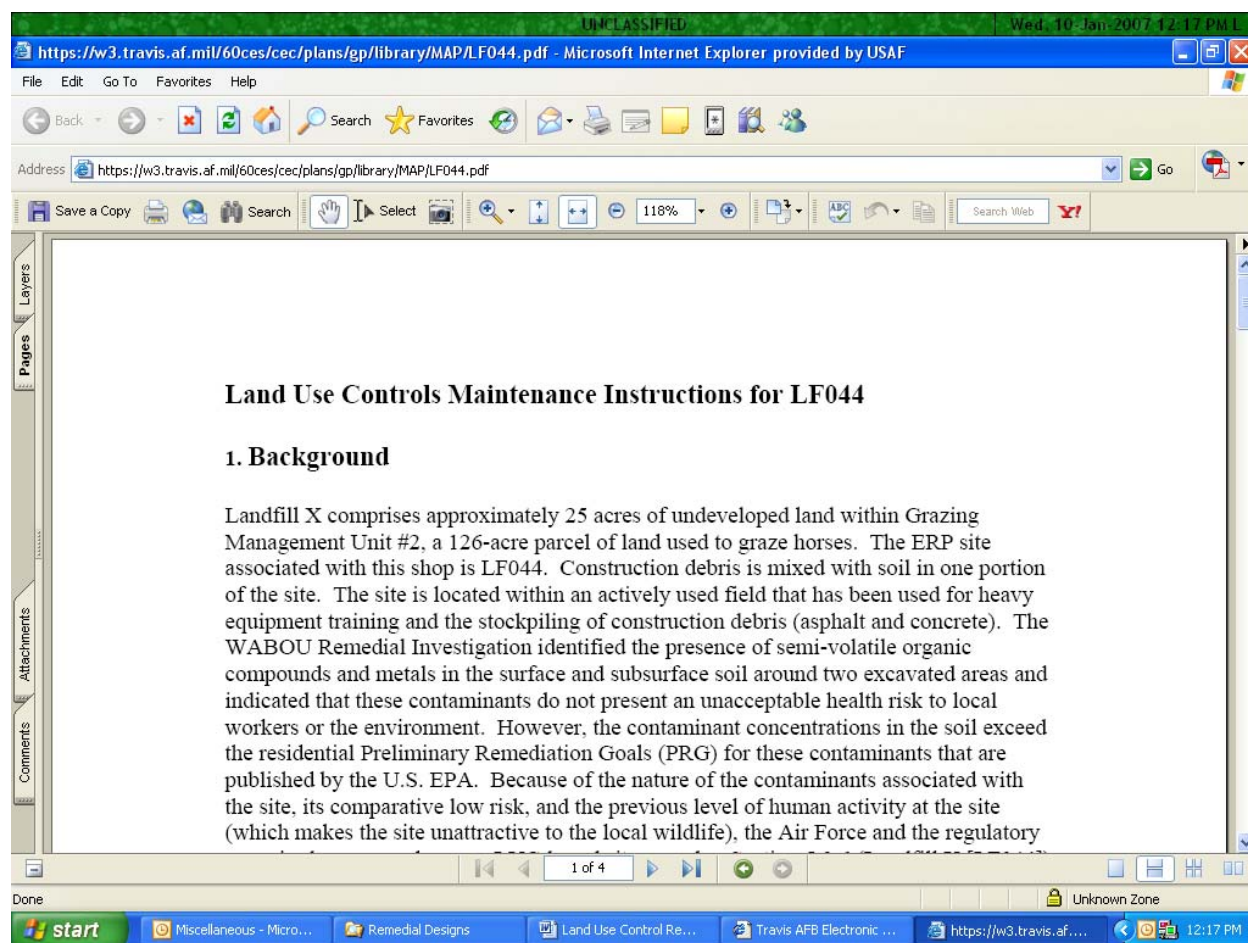 UNCLASSIFIED Wed, 10-Jan-2007 12:17 PM L
https://w3.travis.af.mil/60ces/cec/plans/gp/library/MAP/LF044.pdf - Microsoft Internet Explorer provided by USAF
File Edit Go To Favorites Help
Back Search Favorites
Address https://w3.travis.af.mil/60ces/cec/plans/gp/library/MAP/LF044.pdf Go
Save a Copy Search Select 118% Search Web Y!
Layers
Pages
Attachments
Comments
Land Use Controls Maintenance Instructions for LF044
1. Background
Landfill X comprises approximately 25 acres of undeveloped land within Grazing
Management Unit #2, a 126-acre parcel of land used to graze horses. The ERP site
associated with this shop is LF044. Construction debris is mixed with soil in one portion
of the site. The site is located within an actively used field that has been used for heavy
equipment training and the stockpiling of construction debris (asphalt and concrete). The
WABOU Remedial Investigation identified the presence of semi-volatile organic
compounds and metals in the surface and subsurface soil around two excavated areas and
indicated that these contaminants do not present an unacceptable health risk to local
workers or the environment. However, the contaminant concentrations in the soil exceed
the residential Preliminary Remediation Goals (PRG) for these contaminants that are
published by the U.S. EPA. Because of the nature of the contaminants associated with
the site, its comparative low risk, and the previous level of human activity at the site
(which makes the site unattractive to the local wildlife), the Air Force and the regulatory
1 of 4
Done Unknown Zone
start Miscellaneous - Micro... Remedial Designs Land Use Control Re... Travis AFB Electronic ... https://w3.travis.af.... 12:17 PM